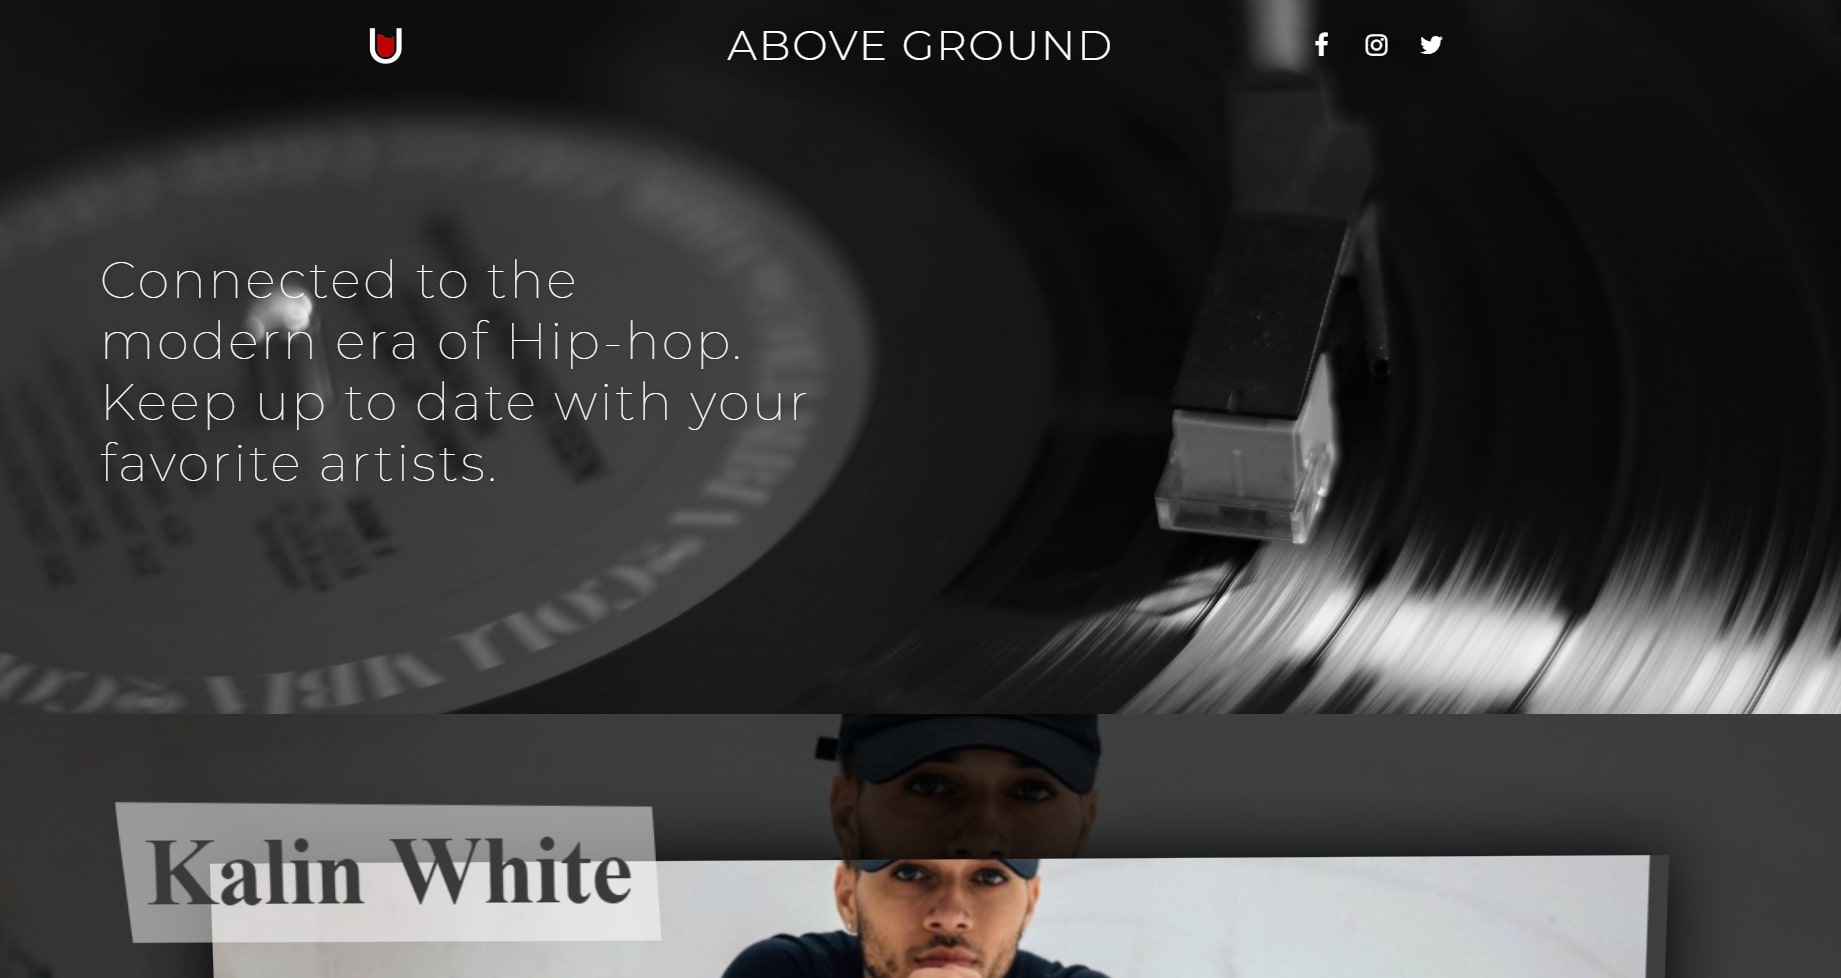 ABOVE GROUND
Connected to the
modern era of Hip-hop.
Keep up to date with your
favorite artists.
Kalin White